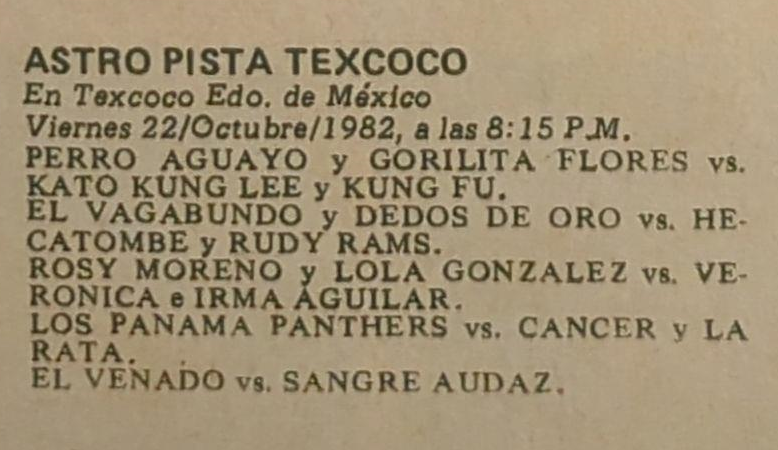 ASTRO PISTA TEXCOCO
En Texcoco Edo. de México
Viernes 22/Octubre/1982, a las 8:15 P.M.
PERRO AGUAYO y GORILITA FLORES vs.
KATO KUNG LEE y KUNG FU.
EL VAGABUNDO y DEDOS DE ORO vs. HE-
CATOMBE y RUDY RAMS.
ROSY MORENO y LOLA GONZALEZ vs. VE-
RONICA e IRMA AGUILAR.
LOS PANAMA PANTHERS vs. CANCER y LA
RATA.
EL VENADO vs. SANGRE AUDAZ.